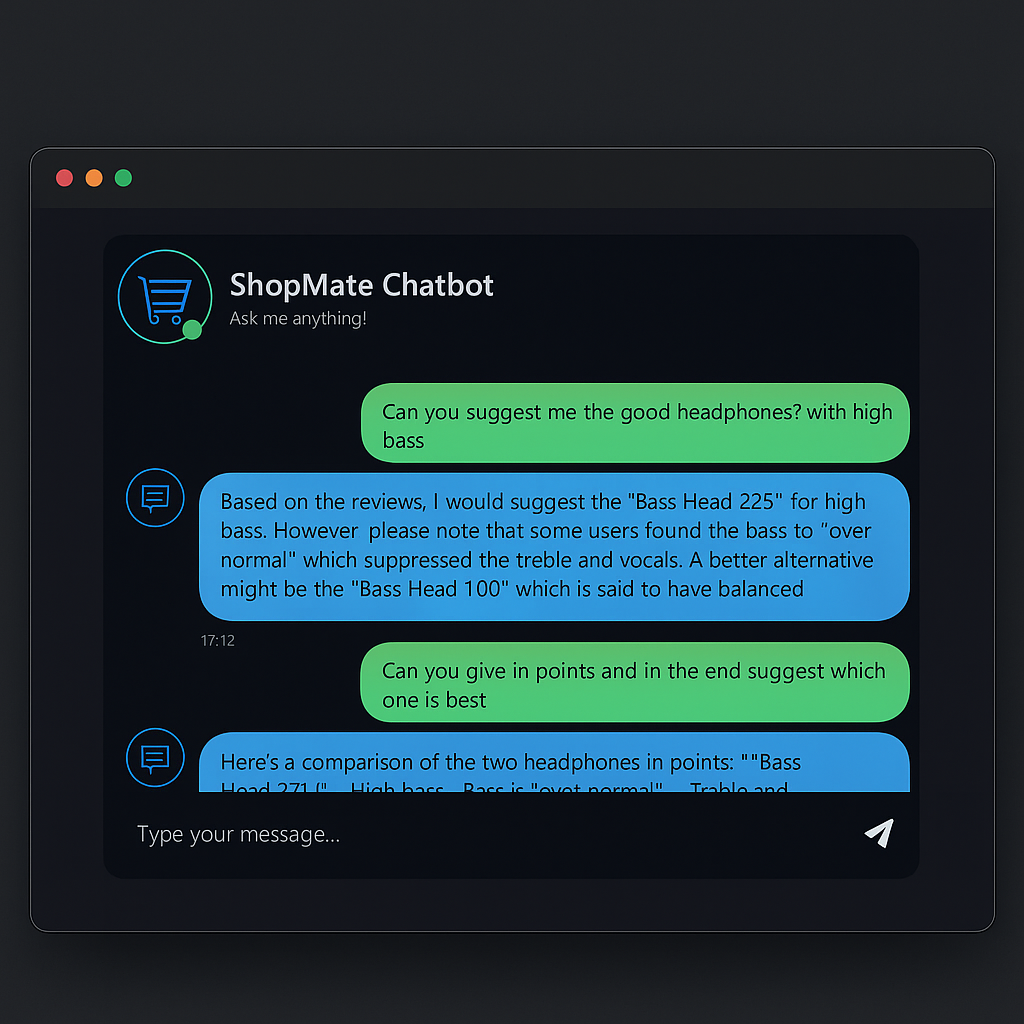 ShopMate Chatbot
Ask me anything!
Can you suggest me the good headphones? with high
bass
Based on the reviews, I would suggest the "Bass Head 225" for high
bass. However please note that some users found the bass to “over
normal" which suppressed the treble and vocals. A better alternative
might be the "Bass Head 100" which is said to have balanced
17:12
Can you give in points and in the end suggest which
one is best
Here’s a comparison of the two headphones in points: ""Bass
High bass Bass is
Type your message...